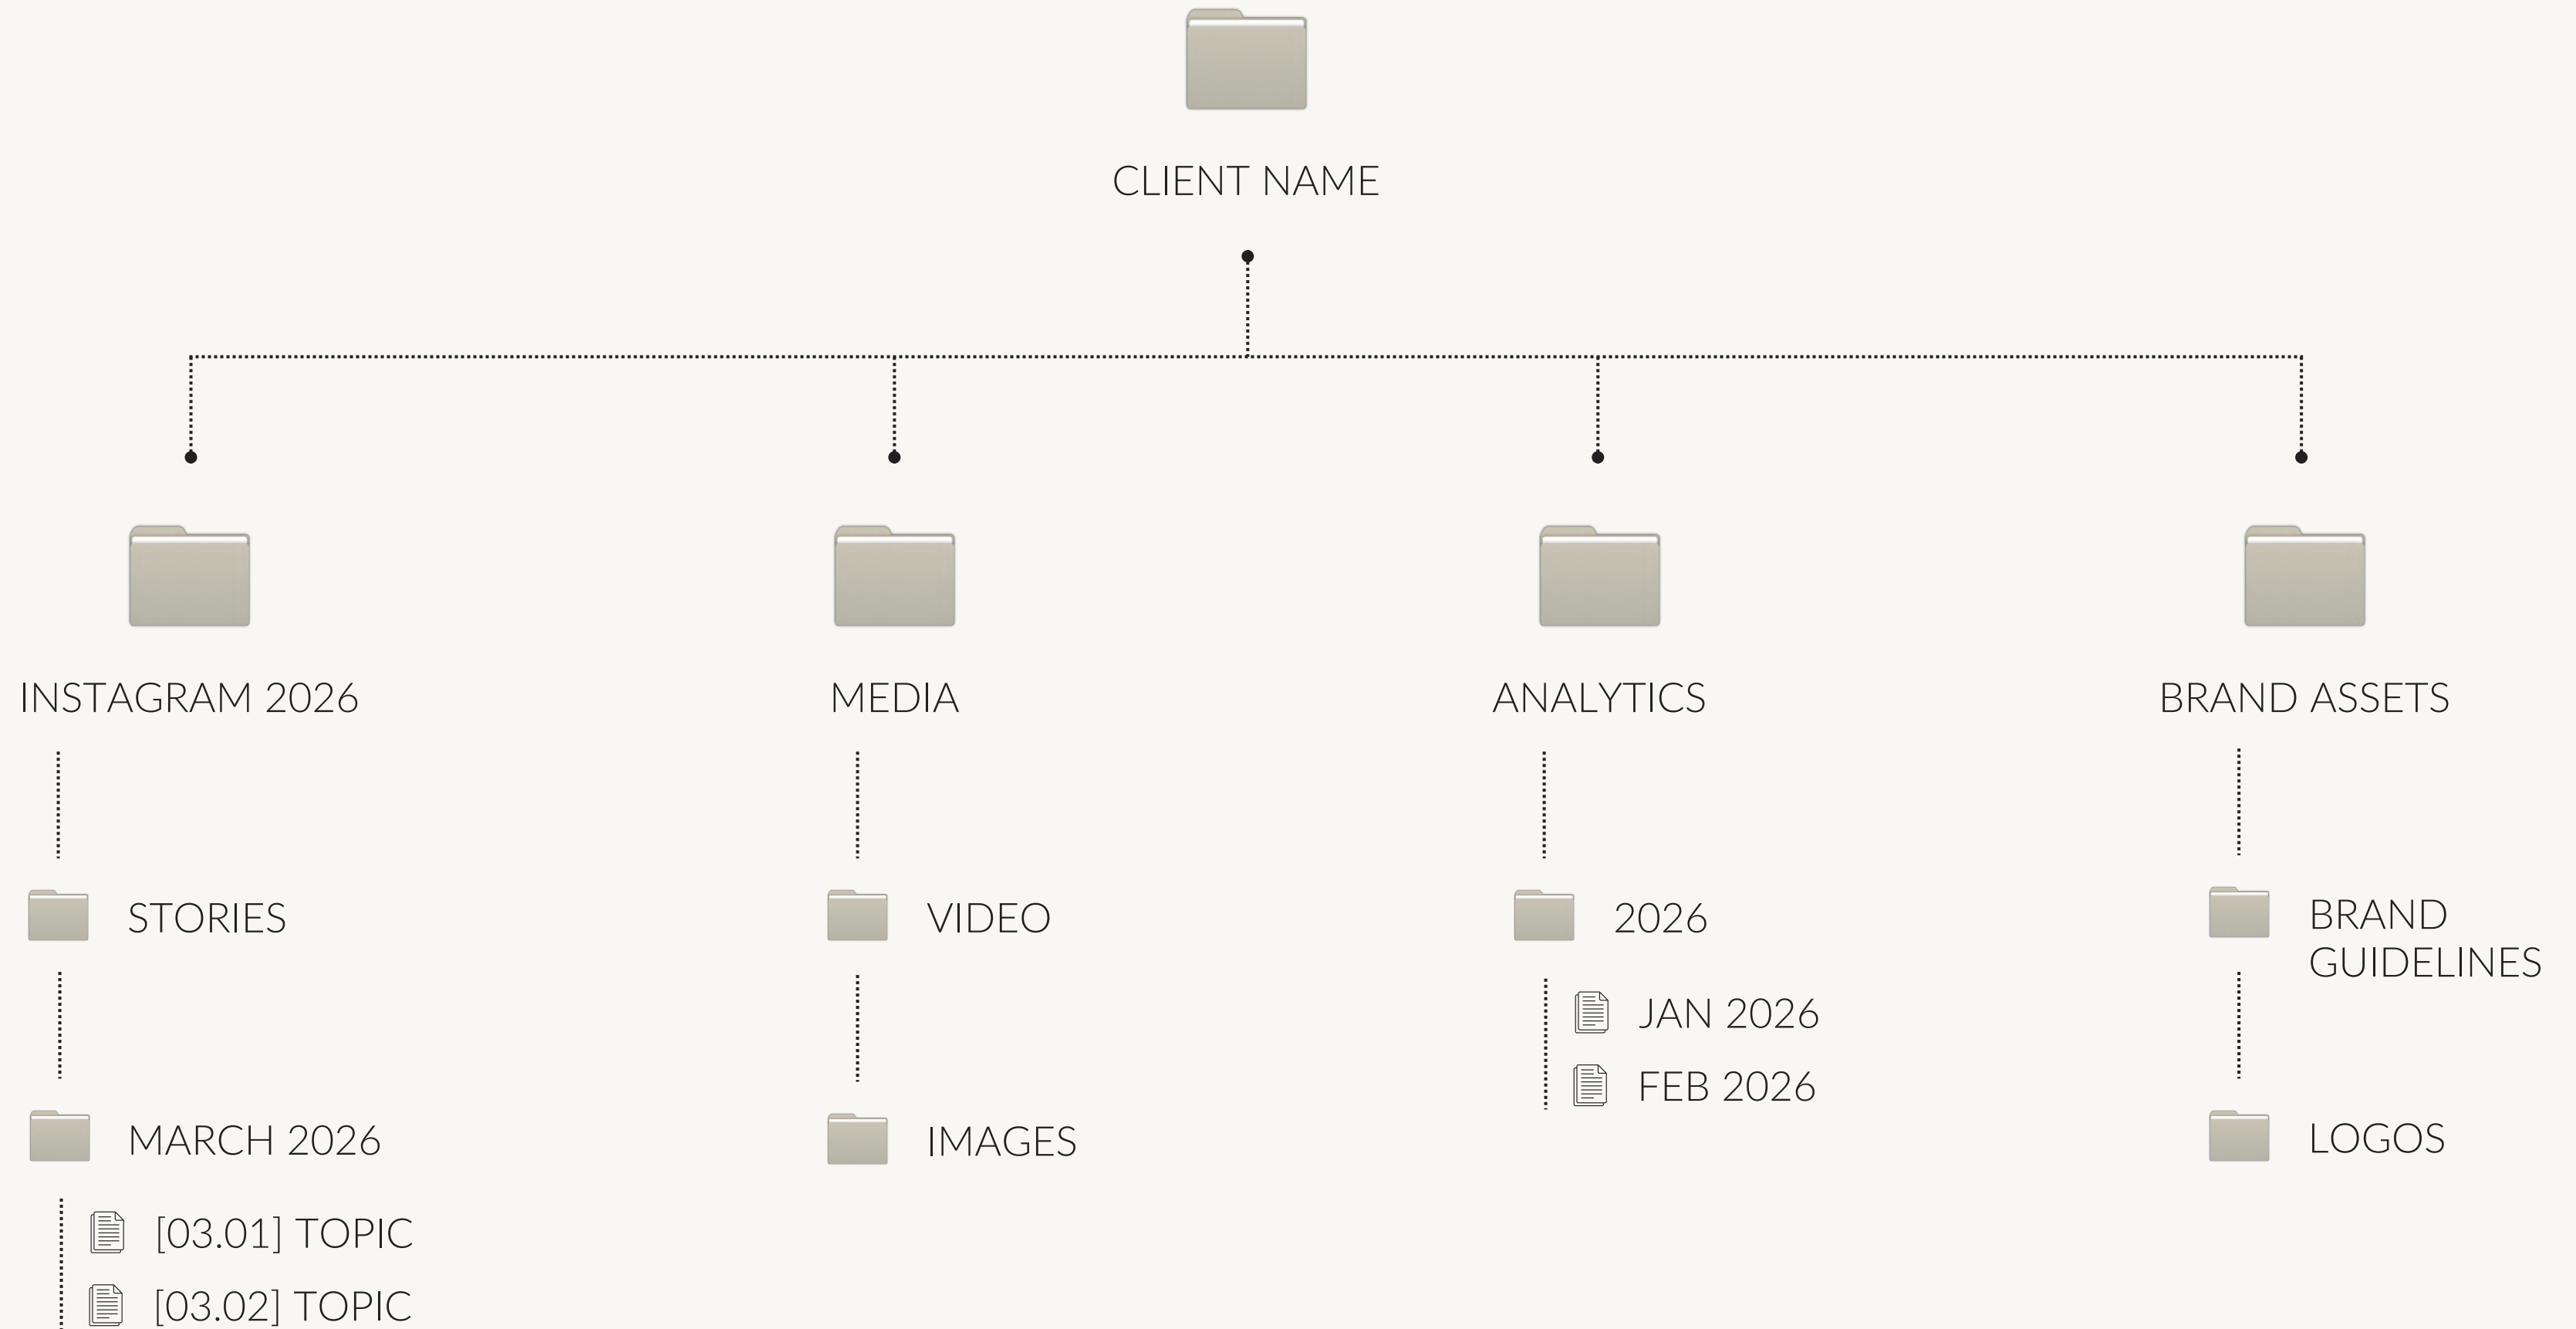 CLIENT NAME
INSTAGRAM 2026
STORIES
MARCH 2026
[03.01] TOPIC
[03.02] TOPIC
MEDIA
VIDEO
IMAGES
ANALYTICS
2026
JAN 2026
FEB 2026
BRAND ASSETS
BRAND
GUIDELINES
LOGOS